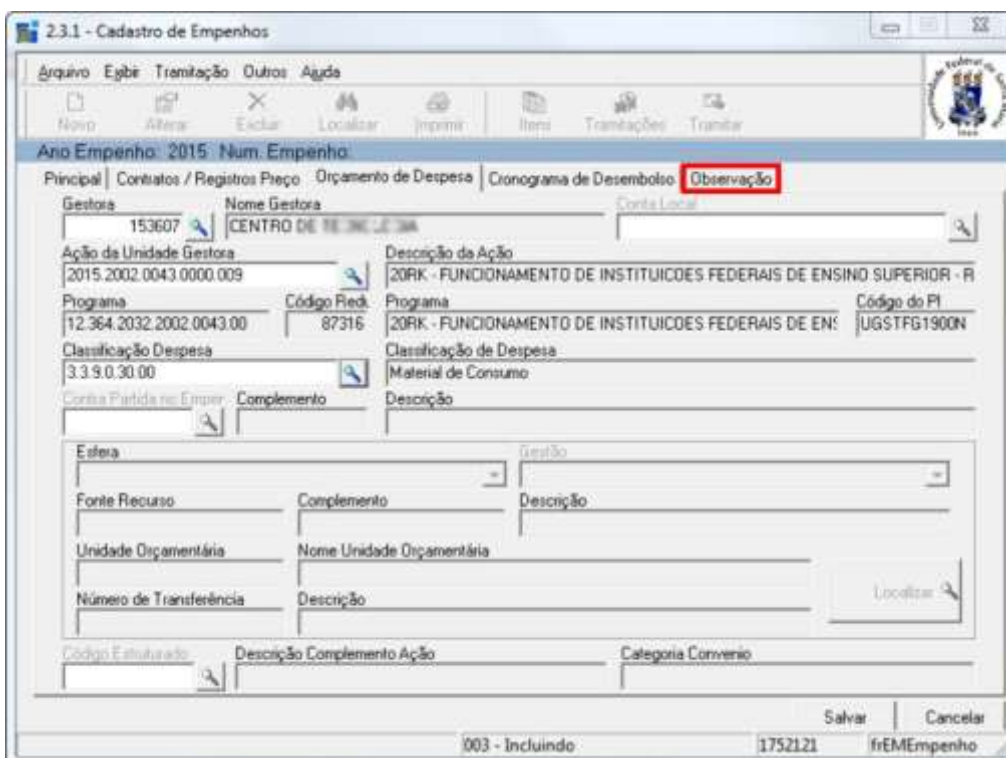 2.3.1 - Cadastro de Empenhos
Arquivo Exibir Tramitação Outros Ajuda
Novo Alterar Excluir Localizar Imprimir Itens Tramitações Tramitar
Ano Empenho: 2015 Num. Empenho:
Principal Contratos / Registros Preço Orçamento de Despesa Cronograma de Desembolso Observação
Gestora Nome Gestora Conta Local
153607 CENTRO DE
Ação da Unidade Gestora Descrição da Ação
2015.2002.0043.0000.009 20RK - FUNCIONAMENTO DE INSTITUICOES FEDERAIS DE ENSINO SUPERIOR - R
Programa Código Redu Programa Código do PI
12.364.2032.2002.0043.00 87316 20RK - FUNCIONAMENTO DE INSTITUICOES FEDERAIS DE ENS UGSTFG1900N
Classificação Despesa Classificação de Despesa
3.3.9.0.30.00 Material de Consumo
Contra Partida no Emper Complemento Descrição
Esfera Gestão
Fonte Recurso Complemento Descrição
Unidade Orçamentária Nome Unidade Orçamentária
Localizar
Número de Transferência Descrição
Código Estruturado Descrição Complemento Ação Categoria Convenio
Salvar Cancelar
003 - Incluindo 1752121 frEMEmpenho